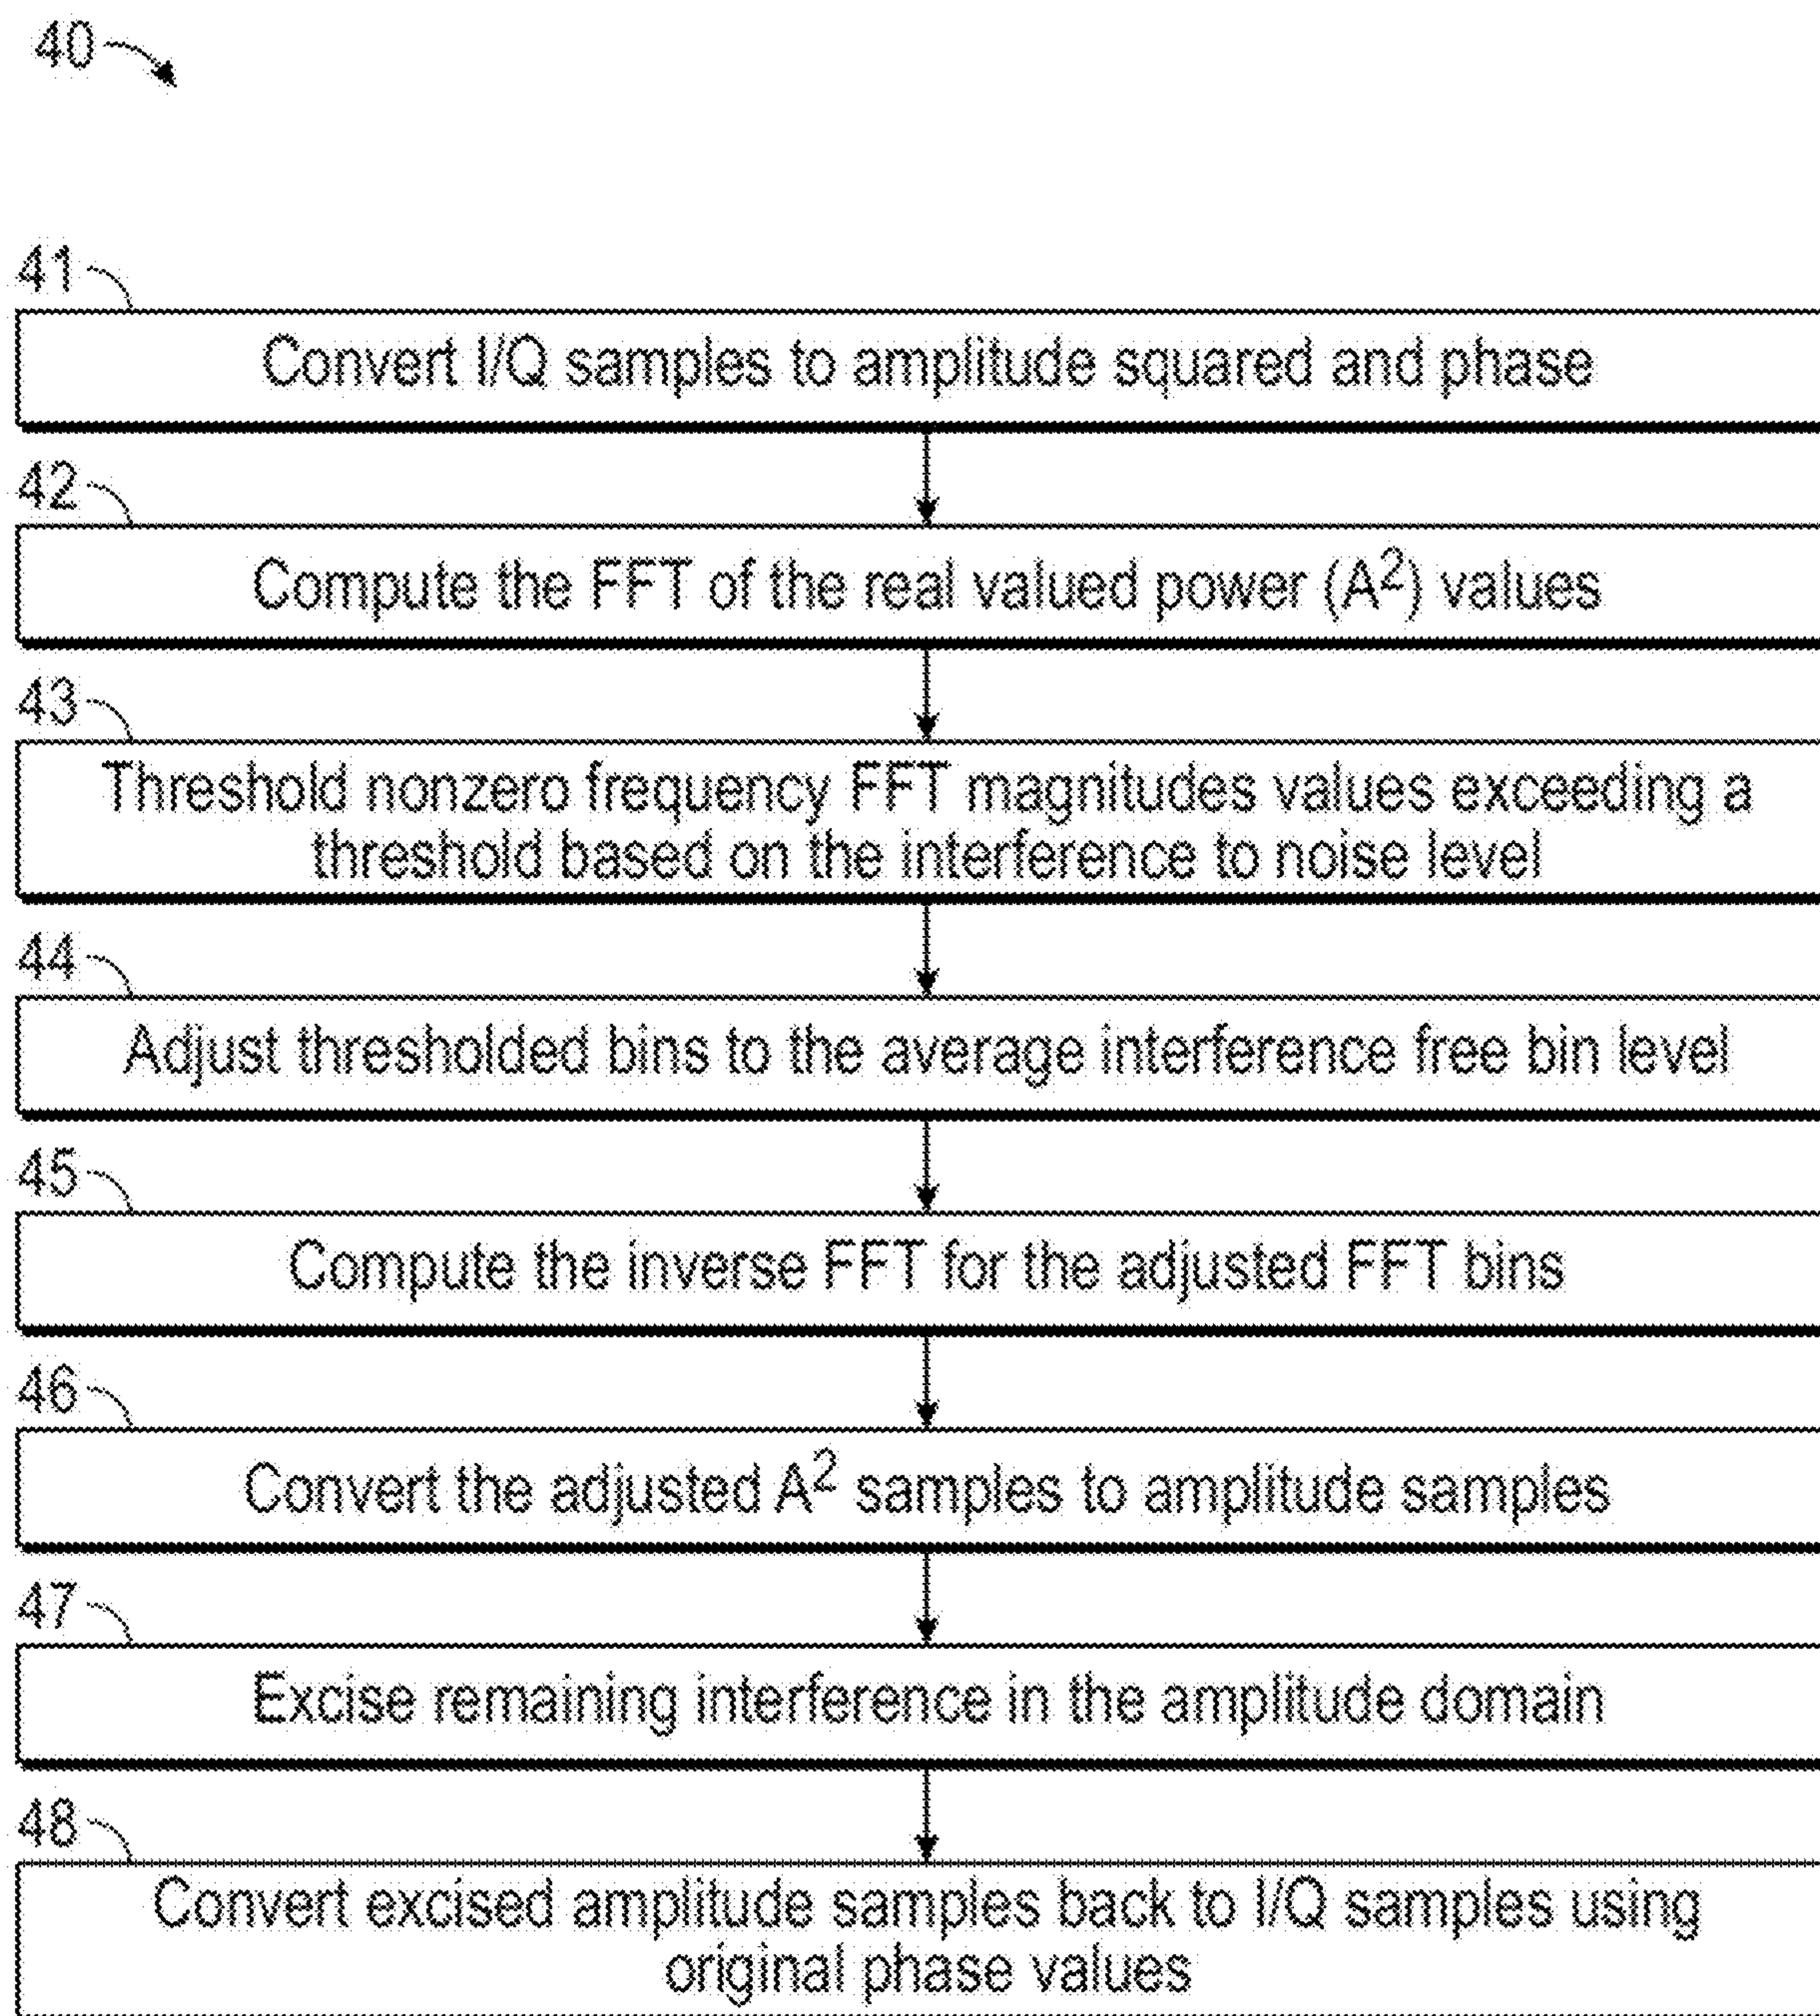 40
41
Convert I/Q samples to amplitude squared and phase
42
Compute the FFT of the real valued power (A²) values
43
Threshold nonzero frequency FFT magnitudes values exceeding a
threshold based on the interference to noise level
44
Adjust thresholded bins to the average interference free bin level
45
Compute the inverse FFT for the adjusted FFT bins
46
Convert the adjusted A² samples to amplitude samples
47
Excise remaining interference in the amplitude domain
48
Convert excised amplitude samples back to I/Q samples using
original phase values